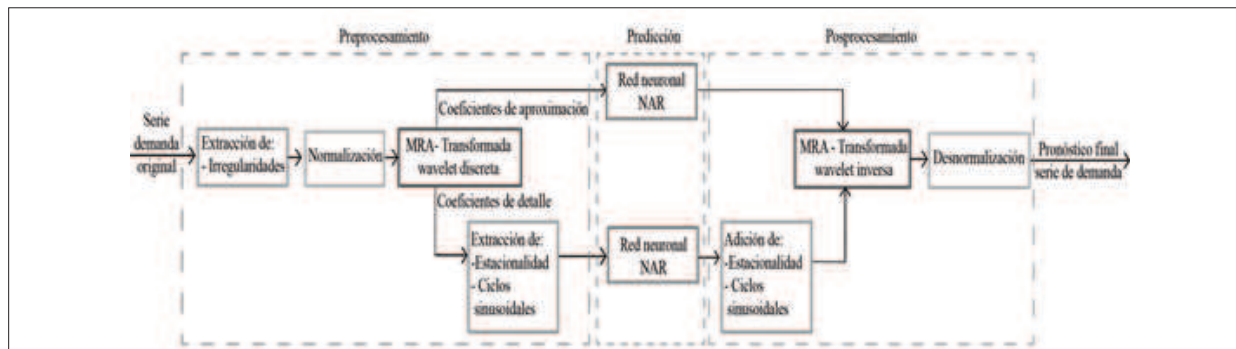 Preprocesamiento
Predicción
Posprocesamiento
Serie
demanda
original
Extracción de:
- Irregularidades
Normalización
MRA- Transformada
wavelet discreta
Coeficientes de aproximación
Coeficientes de detalle
Extracción de:
-Estacionalidad
- Ciclos
sinusoidales
Red neuronal
NAR
Red neuronal
NAR
Adición de:
-Estacionalidad
- Ciclos
sinusoidales
MRA - Transformada
wavelet inversa
Desnormalización
Pronóstico final
serie de demanda